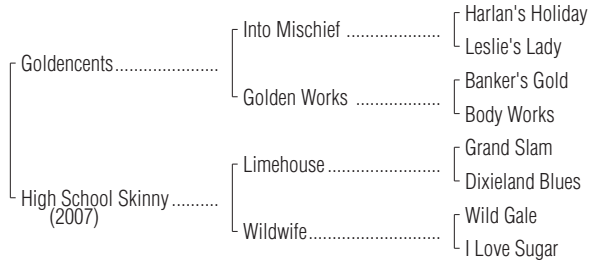 Harlan's Holiday
Into Mischief ....................
Leslie's Lady
Goldencents......................
Banker's Gold
Golden Works ..................
Body Works
Grand Slam
Limehouse........................
Dixieland Blues
High School Skinny ..........
(2007)
Wild Gale
Wildwife............................
I Love Sugar